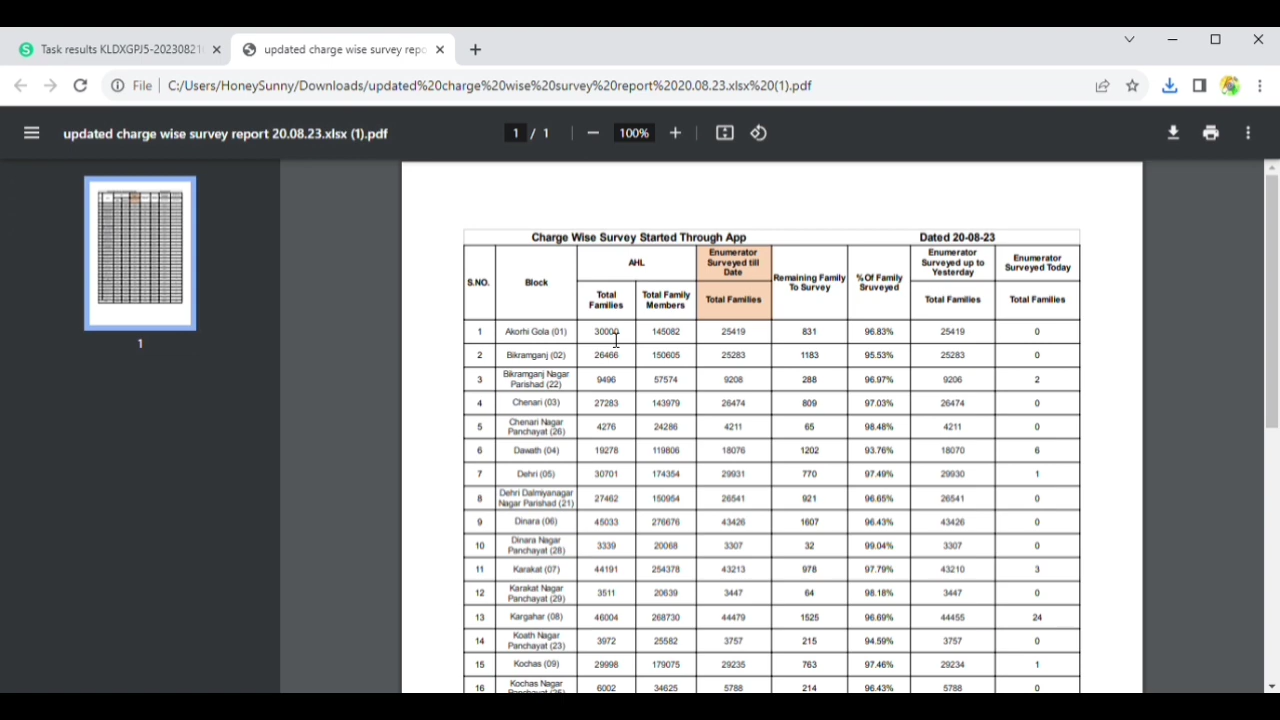 Task results KLDXGPJ5-20230821
updated charge wise survey repo
File
C:/Users/HoneySunny/Downloads/updated%20charge%20wise%20survey%20report%2020.08.23.xlsx%20(1).pdf
updated charge wise survey report 20.08.23.xlsx (1).pdf
1 / 1
100%
1
Charge Wise Survey Started Through App Dated 20-08-23
S.NO. Block AHL Enumerator Surveyed till Date Remaining Family To Survey %Of Family Sruveyed Enumerator Surveyed up to Yesterday Enumerator Surveyed Today
Total Families Total Family Members Total Families Total Families Total Families
1 Akorhi Gola (01) 30000 145082 25419 831 96.83% 25419 0
2 Bikramganj (02) 26466 150605 25283 1183 95.53% 25283 0
3 Bikramganj Nagar Parishad (22) 9496 57574 9208 288 96.97% 9206 2
4 Chenari (03) 27283 143979 26474 809 97.03% 26474 0
5 Chenari Nagar Panchayat (26) 4276 24286 4211 65 98.48% 4211 0
6 Dawath (04) 19278 119806 18076 1202 93.76% 18070 6
7 Dehri (05) 30701 174354 29931 770 97.49% 29930 1
8 Dehri Dalmiyanagar Nagar Parishad (21) 27462 150954 26541 921 96.65% 26541 0
9 Dinara (06) 45033 276676 43426 1607 96.43% 43426 0
10 Dinara Nagar Panchayat (28) 3339 20068 3307 32 99.04% 3307 0
11 Karakat (07) 44191 254378 43213 978 97.79% 43210 3
12 Karakat Nagar Panchayat (29) 3511 20639 3447 64 98.18% 3447 0
13 Kargahar (08) 46004 268730 44479 1525 96.69% 44455 24
14 Koath Nagar Panchayat (23) 3972 25582 3757 215 94.59% 3757 0
15 Kochas (09) 29998 179075 29235 763 97.46% 29234 1
16 Kochas Nagar Panchayat (25) 6002 34625 5788 214 96.43% 5788 0